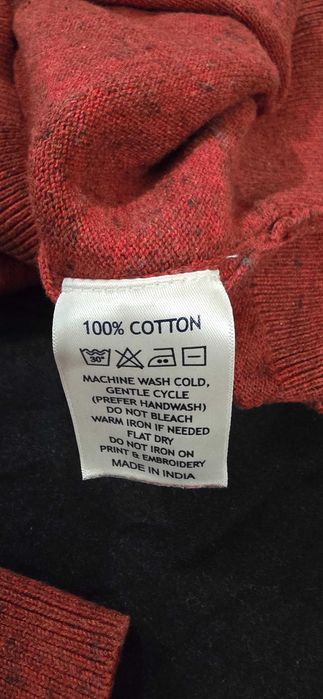 100% COTTON
30°
MACHINE WASH COLD,
GENTLE CYCLE
(PREFER HANDWASH)
DO NOT BLEACH
WARM IRON IF NEEDED
FLAT DRY
DO NOT IRON ON
PRINT & EMBROIDERY
MADE IN INDIA